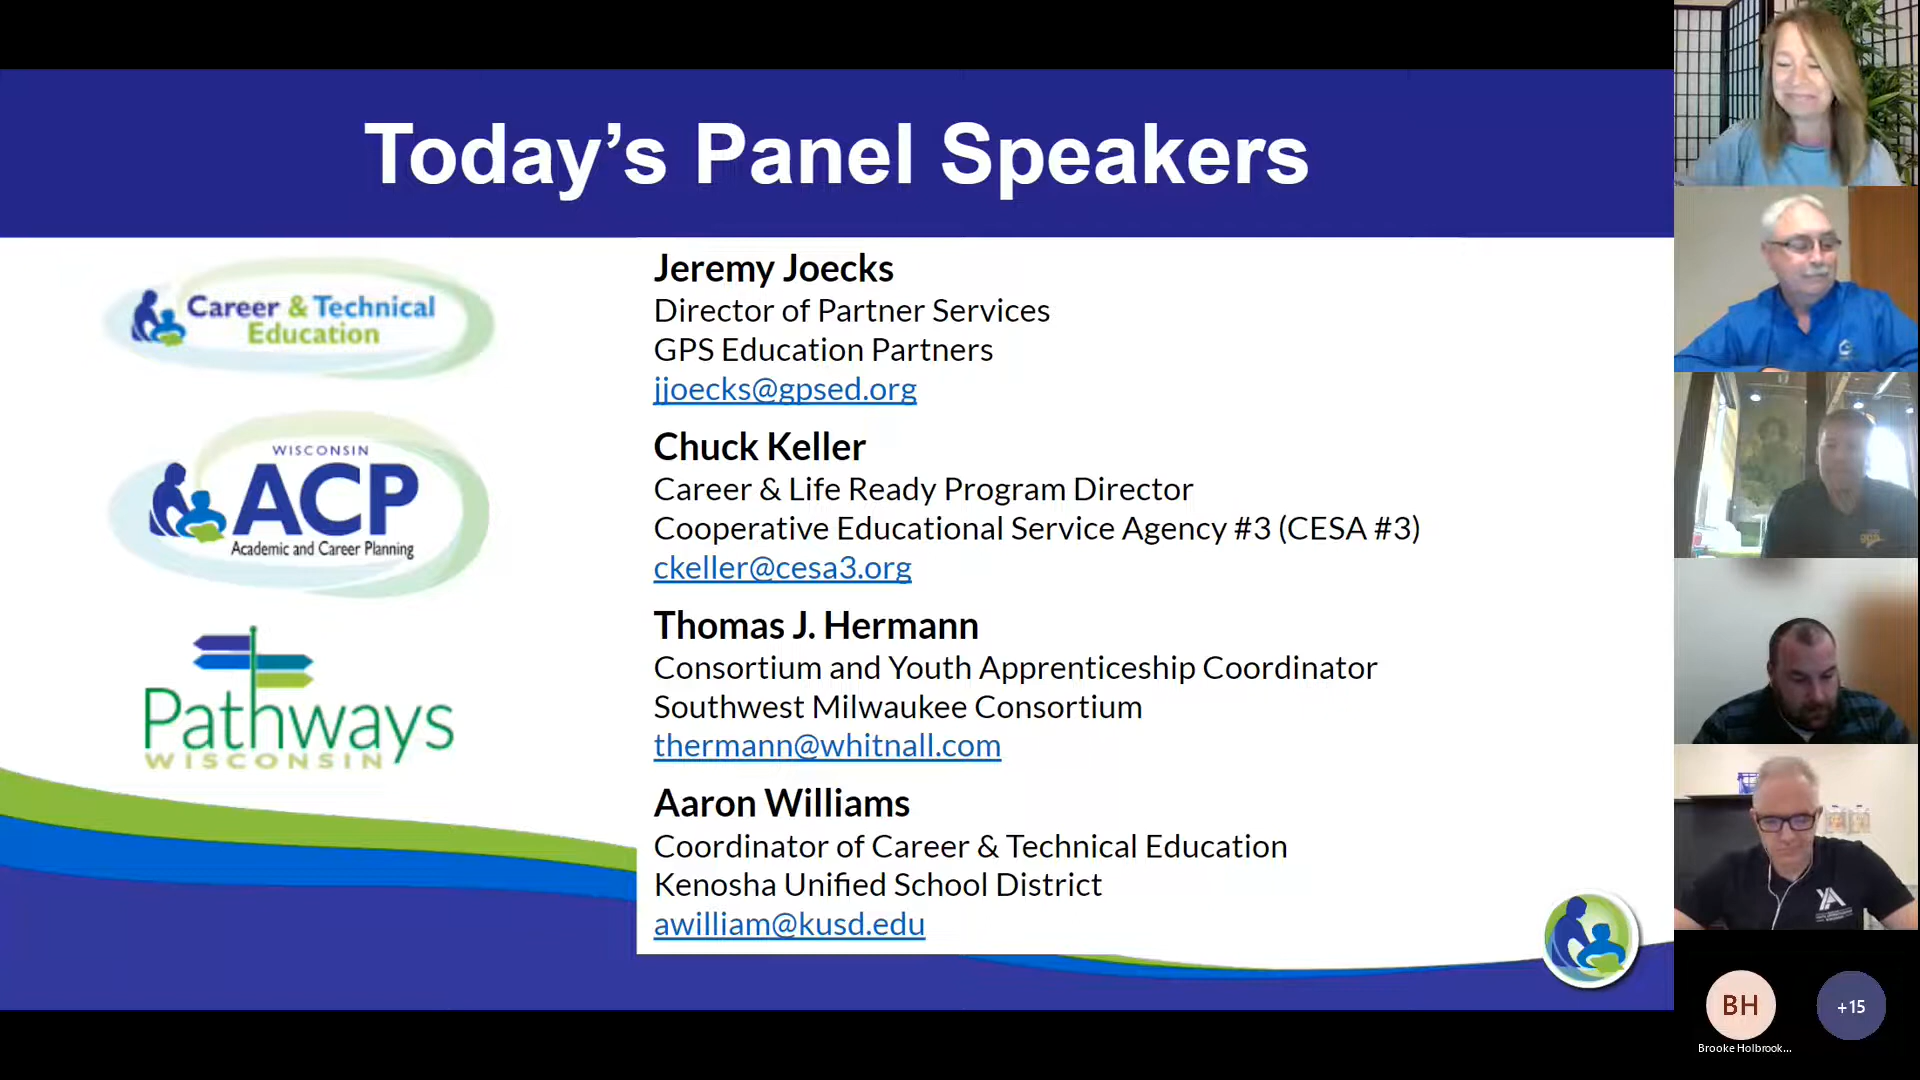 Today's Panel Speakers
Career & Technical
Education
WISCONSIN
ACP
Academic and Career Planning
Pathways
WISCONSIN
Jeremy Joecks
Director of Partner Services
GPS Education Partners
jjoecks@gpsed.org
Chuck Keller
Career & Life Ready Program Director
Cooperative Educational Service Agency #3 (CESA #3)
ckeller@cesa3.org
Thomas J. Hermann
Consortium and Youth Apprenticeship Coordinator
Southwest Milwaukee Consortium
thermann@whitnall.com
Aaron Williams
Coordinator of Career & Technical Education
Kenosha Unified School District
awilliam@kusd.edu
YA
BH
+15
Brooke Holbrook...